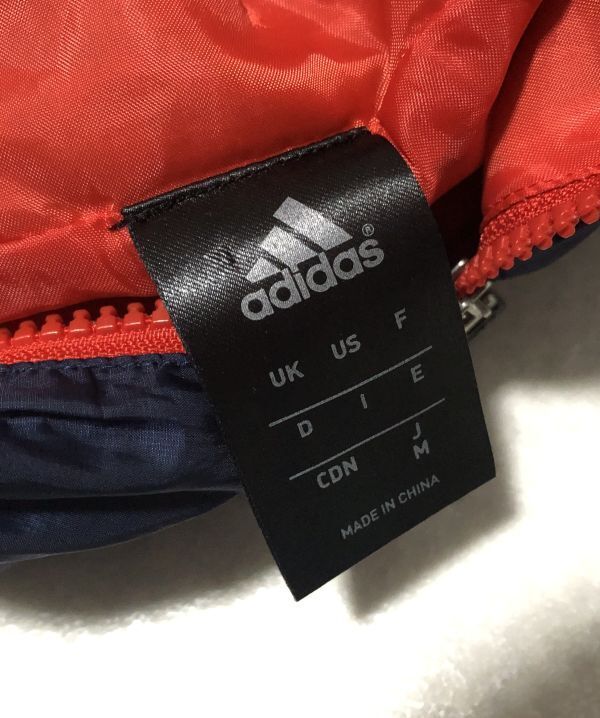 adidas®
UK US F
D I E
CDN J
M
MADE IN CHINA